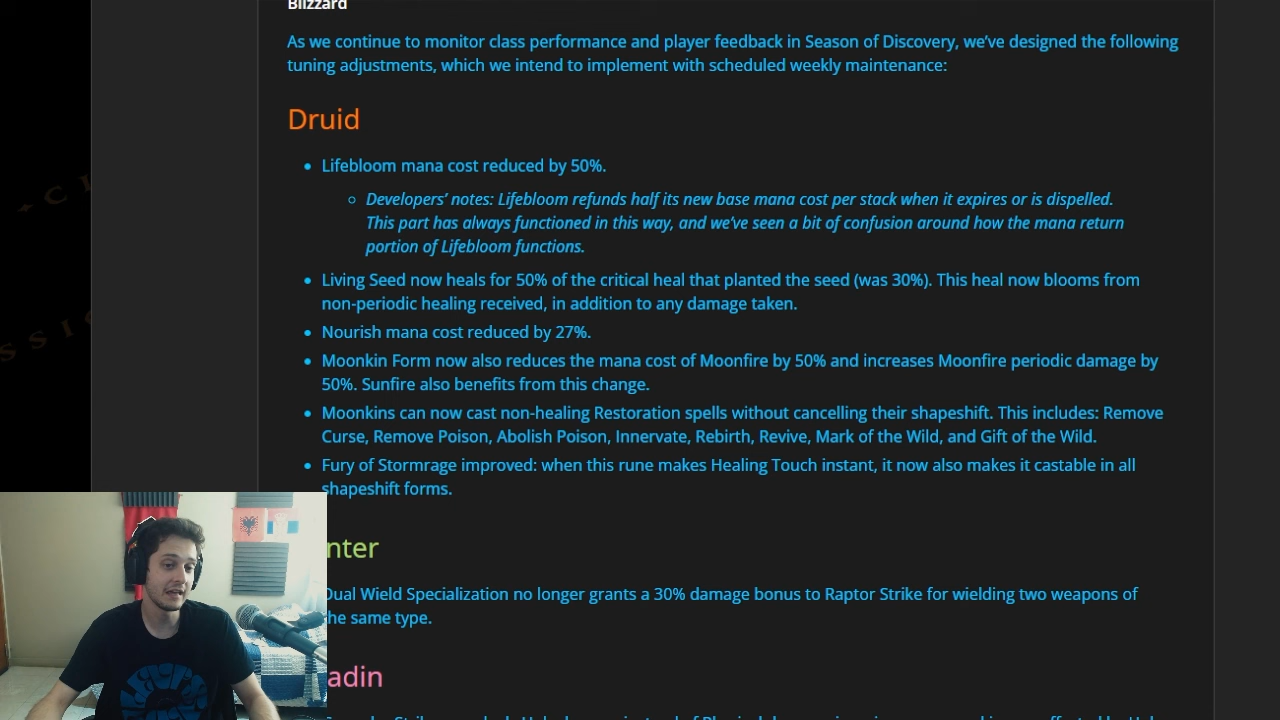 Blizzard
As we continue to monitor class performance and player feedback in Season of Discovery, we’ve designed the following
tuning adjustments, which we intend to implement with scheduled weekly maintenance:
Druid
• Lifebloom mana cost reduced by 50%.
◦ Developers’ notes: Lifebloom refunds half its new base mana cost per stack when it expires or is dispelled.
This part has always functioned in this way, and we’ve seen a bit of confusion around how the mana return
portion of Lifebloom functions.
• Living Seed now heals for 50% of the critical heal that planted the seed (was 30%). This heal now blooms from
non-periodic healing received, in addition to any damage taken.
• Nourish mana cost reduced by 27%.
• Moonkin Form now also reduces the mana cost of Moonfire by 50% and increases Moonfire periodic damage by
50%. Sunfire also benefits from this change.
• Moonkins can now cast non-healing Restoration spells without cancelling their shapeshift. This includes: Remove
Curse, Remove Poison, Abolish Poison, Innervate, Rebirth, Revive, Mark of the Wild, and Gift of the Wild.
• Fury of Stormrage improved: when this rune makes Healing Touch instant, it now also makes it castable in all
shapeshift forms.
nter
Dual Wield Specialization no longer grants a 30% damage bonus to Raptor Strike for wielding two weapons of
the same type.
adin